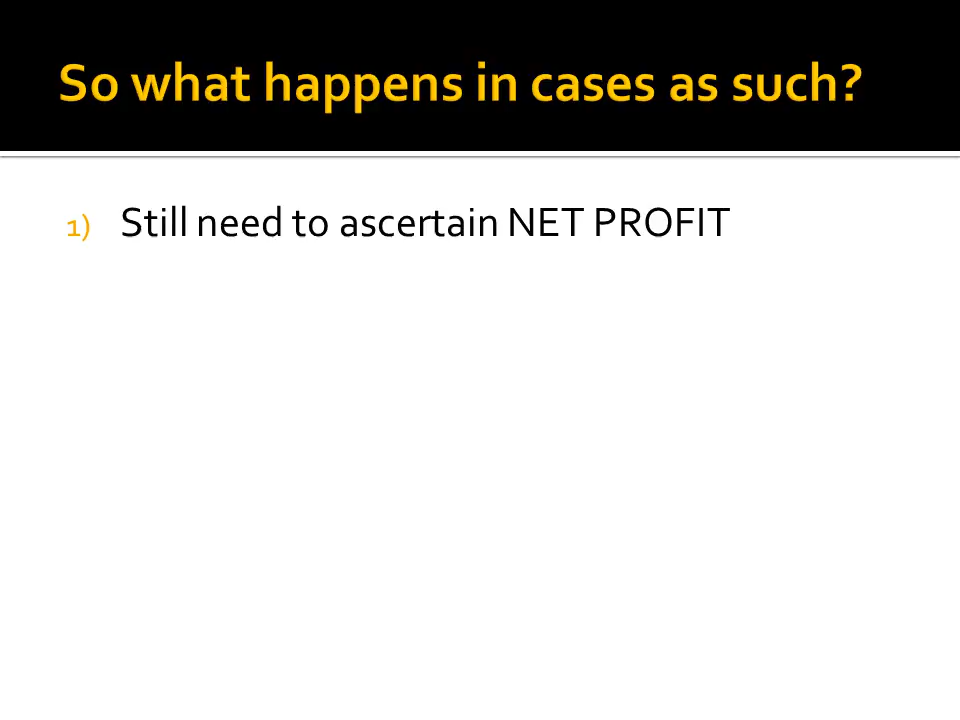 So what happens in cases as such?
1) Still need to ascertain NET PROFIT